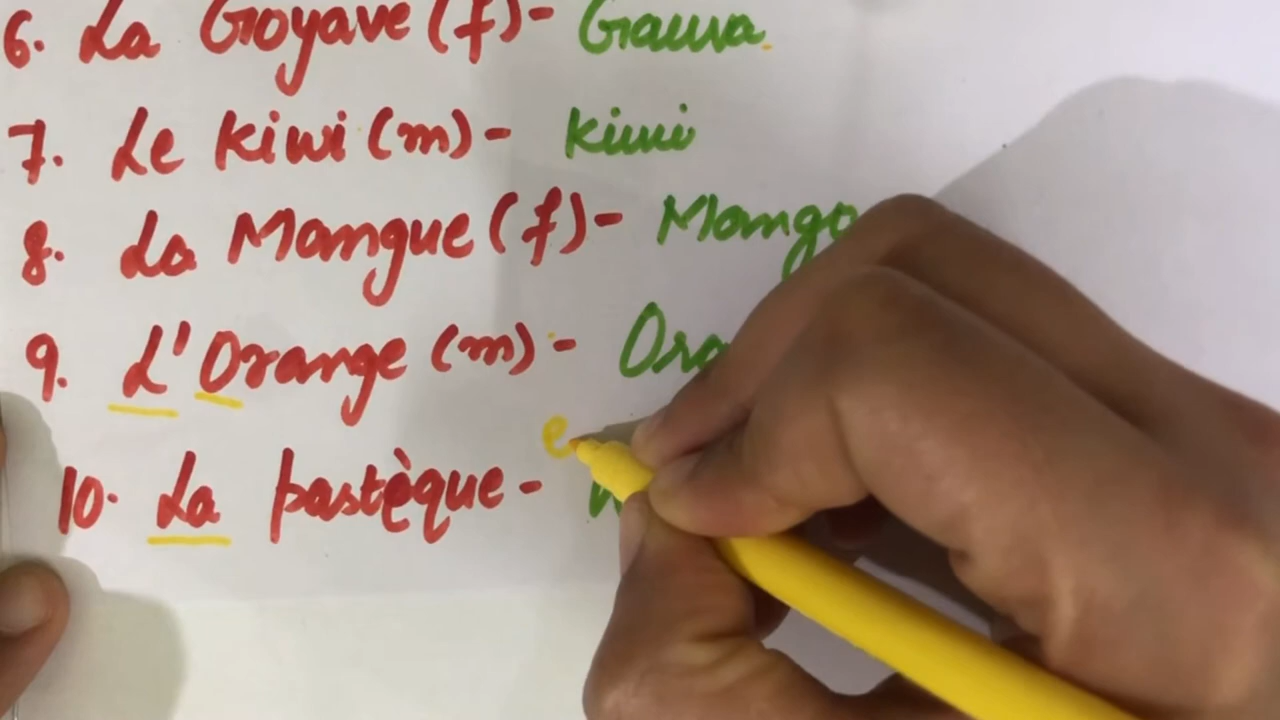 6. La Goyave (f)- Gauva.
7. Le Kiwi (m)- Kiwi
8. La Mangue (f)- Mango
9. L'Orange (m)- Ora
10. La pastèque- W
e